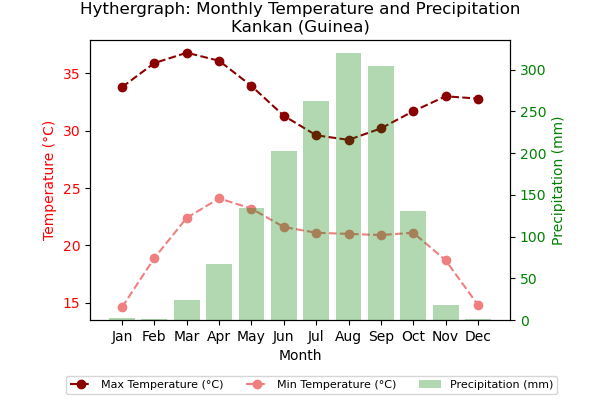 Hythergraph: Monthly Temperature and Precipitation
Kankan (Guinea)
Temperature (°C)
35
30
25
20
15
300
250
200
150
100
50
0
Precipitation (mm)
Jan Feb Mar Apr May Jun Jul Aug Sep Oct Nov Dec
Month
Max Temperature (°C) Min Temperature (°C) Precipitation (mm)